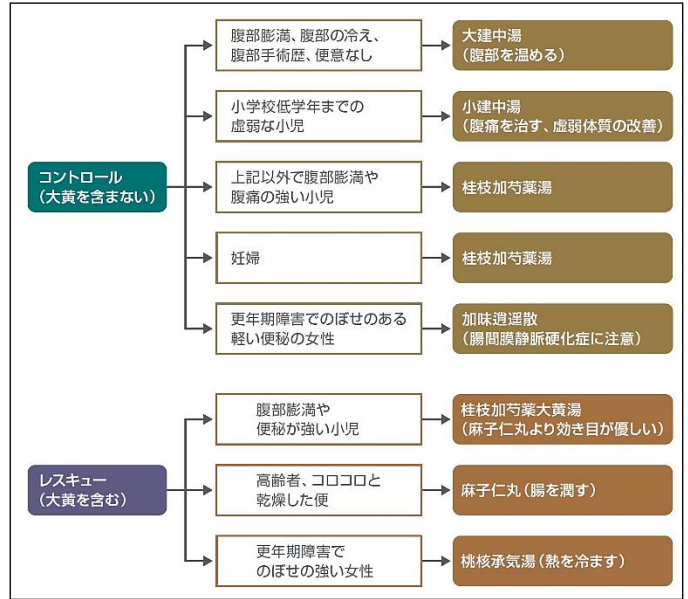 腹部膨満、腹部の冷え、
腹部手術歴、便意なし
大建中湯
(腹部を温める)
小学校低学年までの
虚弱な小児
小建中湯
(腹痛を治す、虚弱体質の改善)
コントロール
(大黄を含まない)
上記以外で腹部膨満や
腹痛の強い小児
桂枝加芍薬湯
妊婦
桂枝加芍薬湯
更年期障害でのぼせのある
軽い便秘の女性
加味逍遥散
(腸間膜静脈硬化症に注意)
腹部膨満や
便秘が強い小児
桂枝加芍薬大黄湯
(麻子仁丸より効き目が優しい)
レスキュー
(大黄を含む)
高齢者、コロコロと
乾燥した便
麻子仁丸(腸を潤す)
更年期障害で
のぼせの強い女性
桃核承気湯(熱を冷ます)